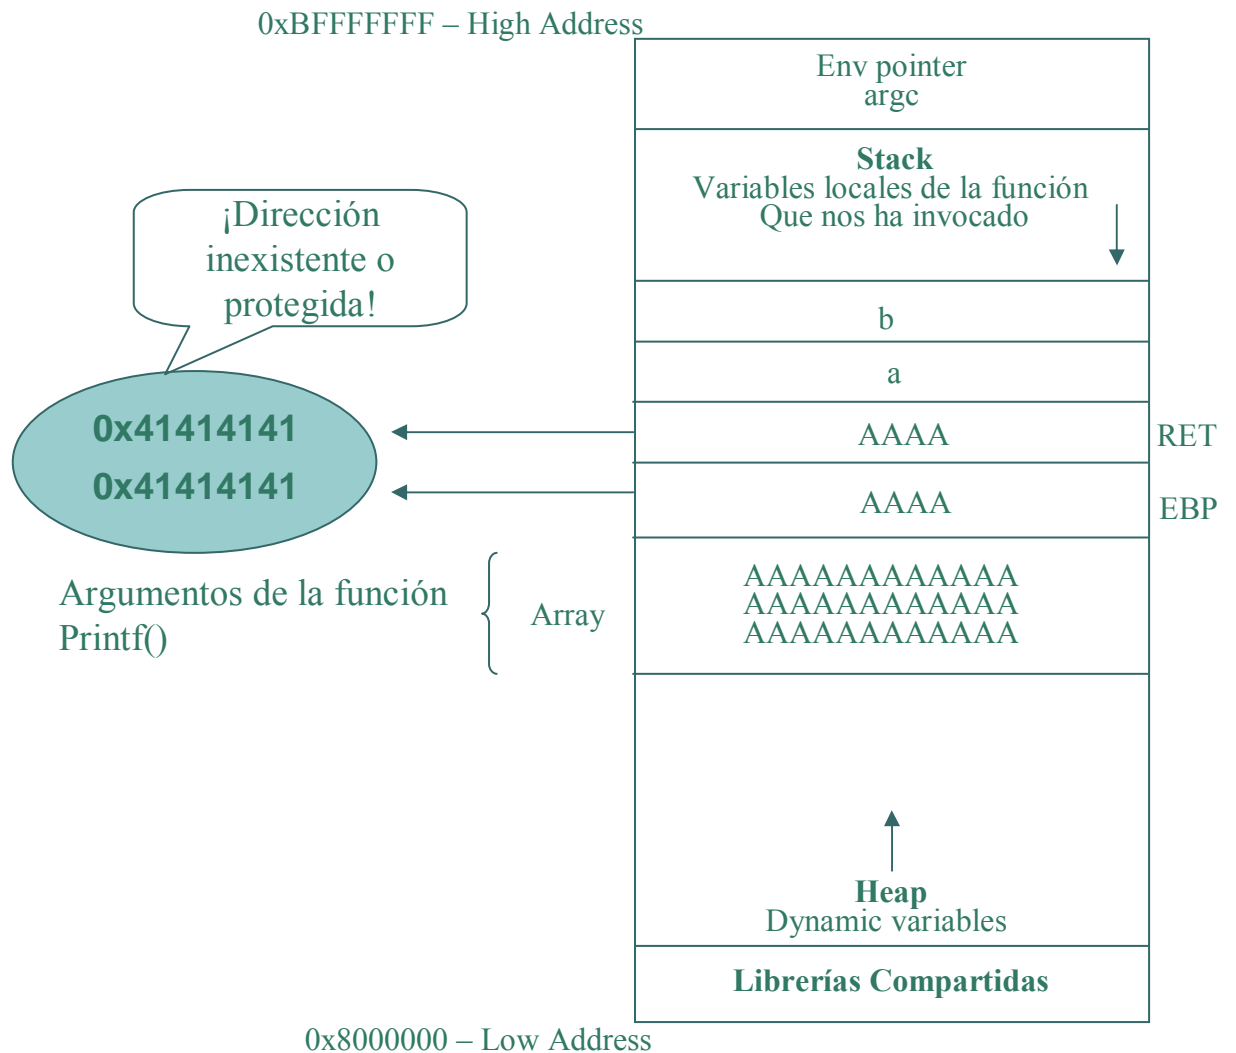 0xBFFFFFFF – High Address
Env pointer
argc
Stack
Variables locales de la función
Que nos ha invocado
¡Dirección
inexistente o
protegida!
b
a
0x41414141
AAAA
RET
0x41414141
AAAA
EBP
Argumentos de la función
Printf()
Array
AAAAAAAAAAAA
AAAAAAAAAAAA
AAAAAAAAAAAA
Heap
Dynamic variables
Librerías Compartidas
0x8000000 – Low Address